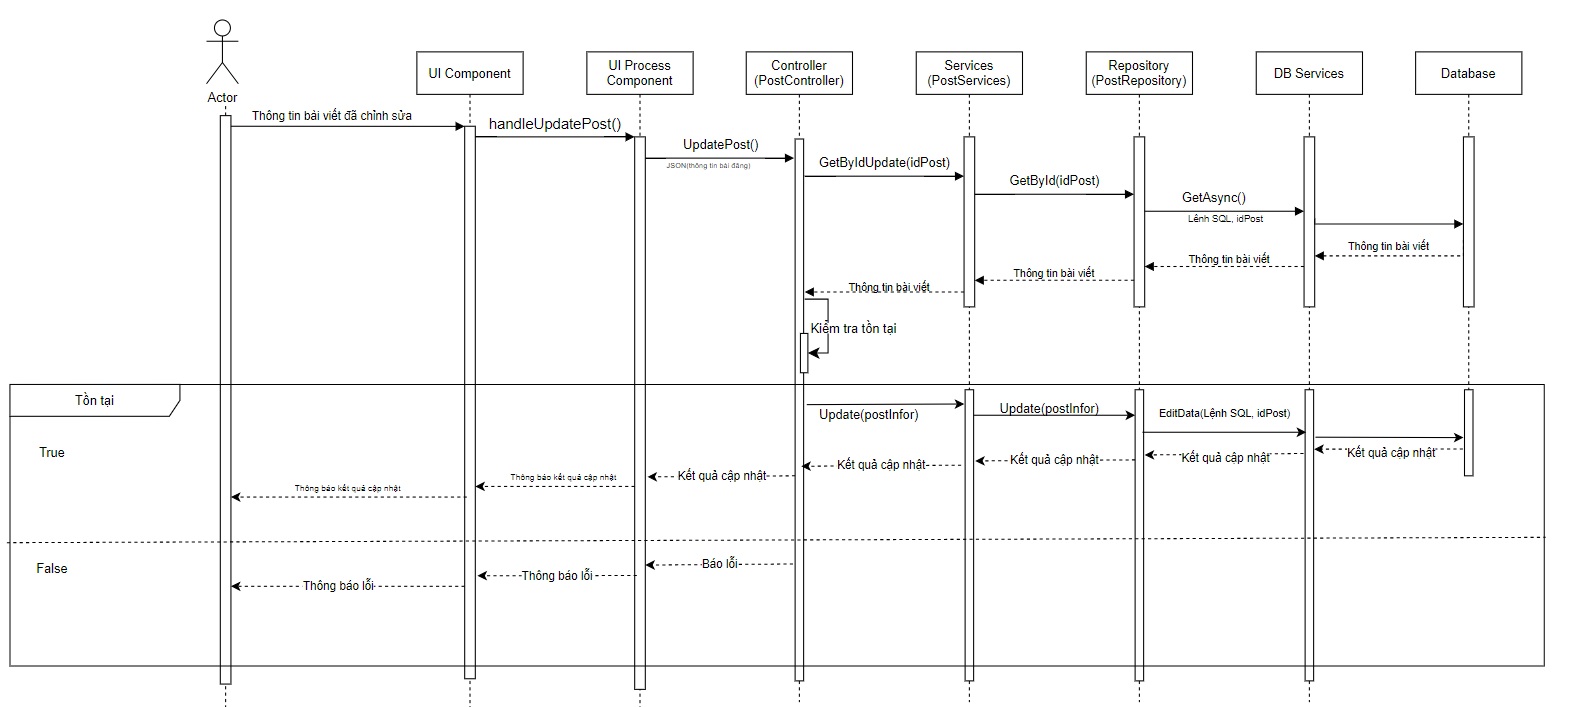 Actor
UI Component
UI Process
Component
Controller
(PostController)
Services
(PostServices)
Repository
(PostRepository)
DB Services
Database
Thông tin bài viết đã chỉnh sửa
handleUpdatePost()
UpdatePost()
JSON(thông tin bài đăng)
GetByIdUpdate(idPost)
GetById(idPost)
GetAsync()
Lệnh SQL, idPost
Thông tin bài viết
Thông tin bài viết
Thông tin bài viết
Thông tin bài viết
Kiểm tra tồn tại
Tồn tại
True
Update(postInfor)
Update(postInfor)
EditData(Lệnh SQL, idPost)
Kết quả cập nhật
Kết quả cập nhật
Kết quả cập nhật
Kết quả cập nhật
Kết quả cập nhật
Thông báo kết quả cập nhật
Thông báo kết quả cập nhật
False
Báo lỗi
Thông báo lỗi
Thông báo lỗi